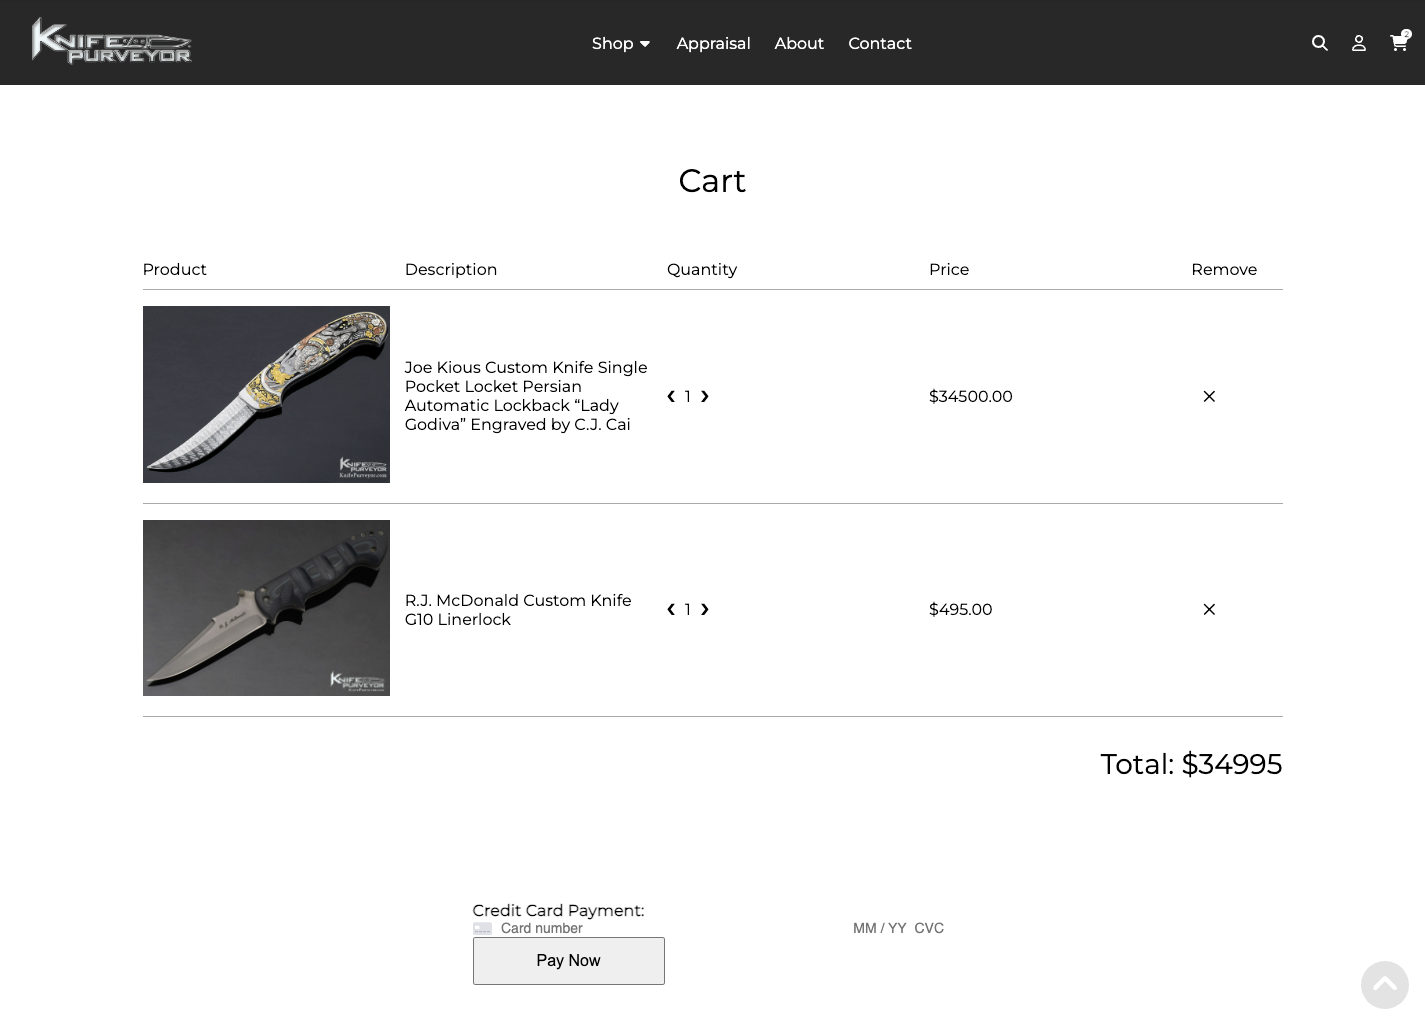 KNIFE
PURVEYOR
Shop
Appraisal
About
Contact
2
Cart
Product
Description
Quantity
Price
Remove
KNIFE
PURVEYOR
KnifePurveyor.com
Joe Kious Custom Knife Single
Pocket Locket Persian
Automatic Lockback “Lady
Godiva” Engraved by C.J. Cai
1
$34500.00
KNIFE
PURVEYOR
R.J. McDonald Custom Knife
G10 Linerlock
1
$495.00
Total: $34995
Credit Card Payment:
Card number
MM / YY CVC
Pay Now